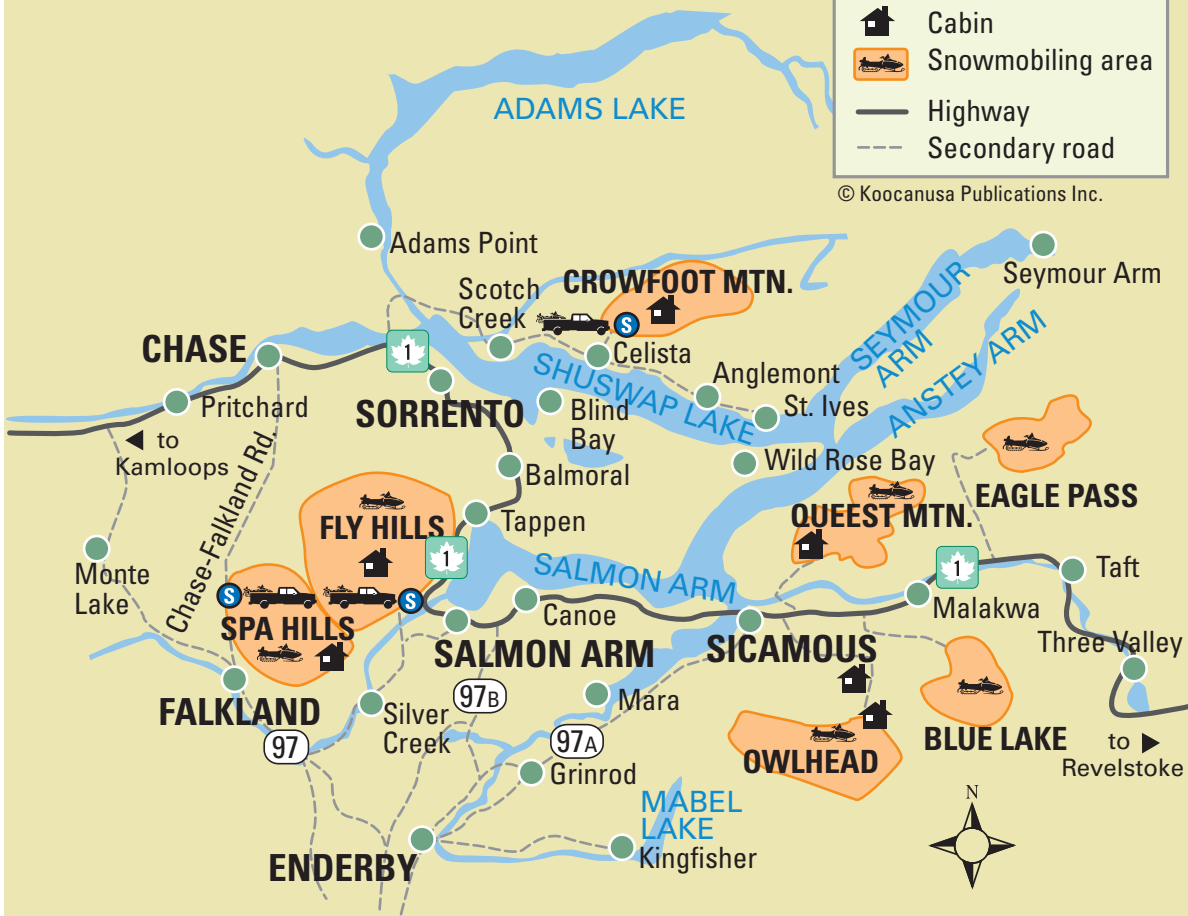 Cabin
Snowmobiling area
Highway
Secondary road
© Koocanusa Publications Inc.
ADAMS LAKE
Adams Point
Seymour Arm
Scotch
Creek
CROWFOOT MTN.
S
Celista
SEYMOUR
ARM
ANSTEY ARM
CHASE
1
SORRENTO
SHUSWAP LAKE
Anglemont
St. Ives
Pritchard
Blind
Bay
to
Kamloops
Chase-Falkland Rd.
Balmoral
Wild Rose Bay
EAGLE PASS
QUEEST MTN.
FLY HILLS
Tappen
1
1
Monte
Lake
SALMON ARM
Taft
S
S
SPA HILLS
Canoe
Malakwa
SALMON ARM
SICAMOUS
Three Valley
FALKLAND
Silver
Creek
97B
Mara
97
97A
OWLHEAD
BLUE LAKE
to
Revelstoke
Grinrod
MABEL
LAKE
Kingfisher
ENDERBY
N